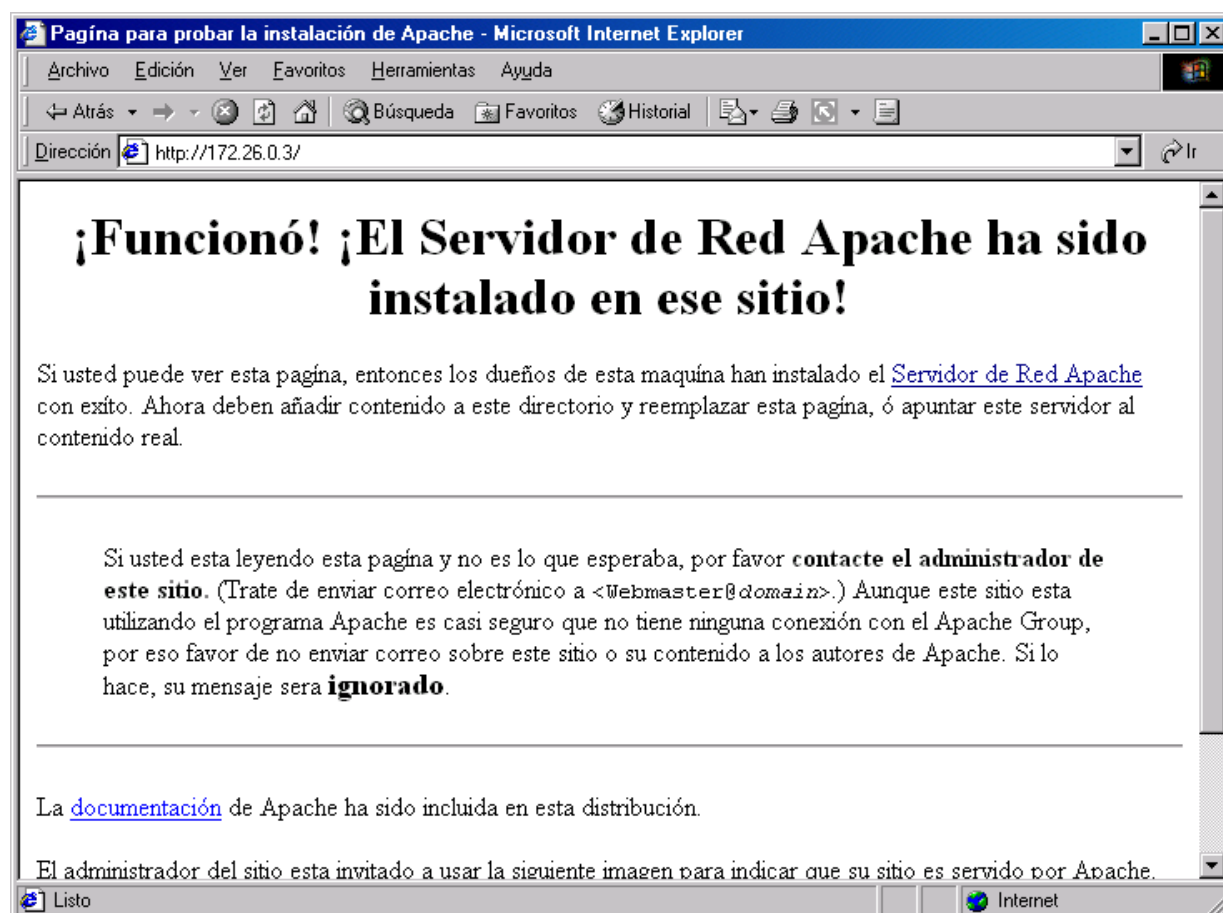 Pagína para probar la instalación de Apache - Microsoft Internet Explorer
Archivo Edición Ver Favoritos Herramientas Ayuda
Atrás Búsqueda Favoritos Historial
Dirección http://172.26.0.3/ Ir
¡Funcionó! ¡El Servidor de Red Apache ha sido
instalado en ese sitio!
Si usted puede ver esta pagína, entonces los dueños de esta maquína han instalado el Servidor de Red Apache
con exíto. Ahora deben añadir contenido a este directorio y reemplazar esta pagína, ó apuntar este servidor al
contenido real.
Si usted esta leyendo esta pagína y no es lo que esperaba, por favor contacte el administrador de
este sitio. (Trate de enviar correo electrónico a <Webmaster@domain>.) Aunque este sitio esta
utilizando el programa Apache es casi seguro que no tiene ninguna conexión con el Apache Group,
por eso favor de no enviar correo sobre este sitio o su contenido a los autores de Apache. Si lo
hace, su mensaje sera ignorado.
La documentación de Apache ha sido incluida en esta distribución.
El administrador del sitio esta invitado a usar la siguiente imagen para indicar que su sitio es servido por Apache.
Listo Internet